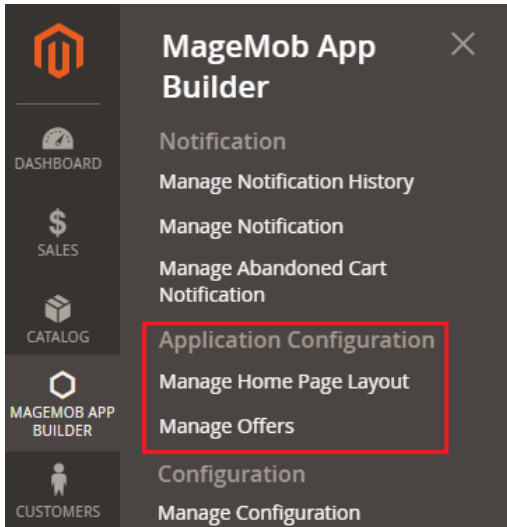 MageMob App
Builder
Notification
Manage Notification History
Manage Notification
Manage Abandoned Cart
Notification
Application Configuration
Manage Home Page Layout
Manage Offers
Configuration
Manage Configuration
DASHBOARD
$
SALES
CATALOG
MAGEMOB APP
BUILDER
CUSTOMERS